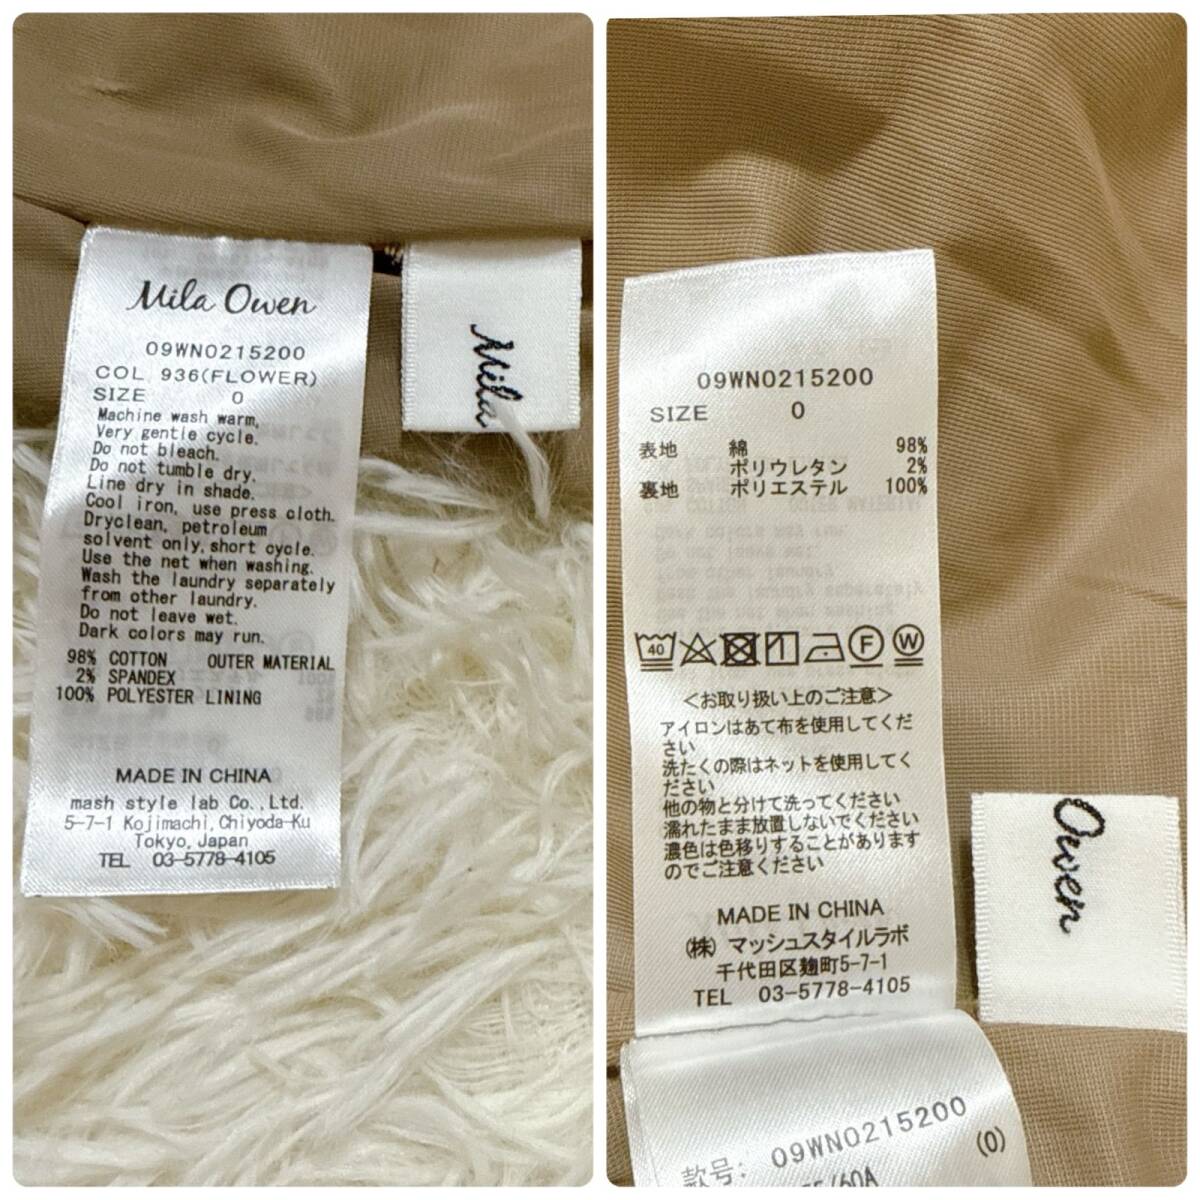 Mila Owen
09WN0215200
COL 936(FLOWER)
SIZE 0
Machine wash warm,
Very gentle cycle.
Do not bleach.
Do not tumble dry.
Line dry in shade.
Cool iron, use press cloth.
Dryclean, petroleum
solvent only, short cycle.
Use the net when washing.
Wash the laundry separately
from other laundry.
Do not leave wet.
Dark colors may run.
98% COTTON OUTER MATERIAL
2% SPANDEX
100% POLYESTER LINING
MADE IN CHINA
mash style lab Co.,Ltd.
5-7-1 Kojimachi,Chiyoda-Ku
Tokyo,Japan
TEL 03-5778-4105
Mila
09WN0215200
SIZE 0
表地 綿 98%
ポリウレタン 2%
裏地 ポリエステル 100%
40 F W
<お取り扱い上のご注意>
アイロンはあて布を使用してくだ
さい
洗たくの際はネットを使用してく
ださい
他の物と分けて洗ってください
濡れたまま放置しないでください
濃色は色移りすることがあります
のでご注意ください
MADE IN CHINA
(株) マッシュスタイルラボ
千代田区麹町5-7-1
TEL 03-5778-4105
Owen
款号: 09WN0215200
(0)
/60A